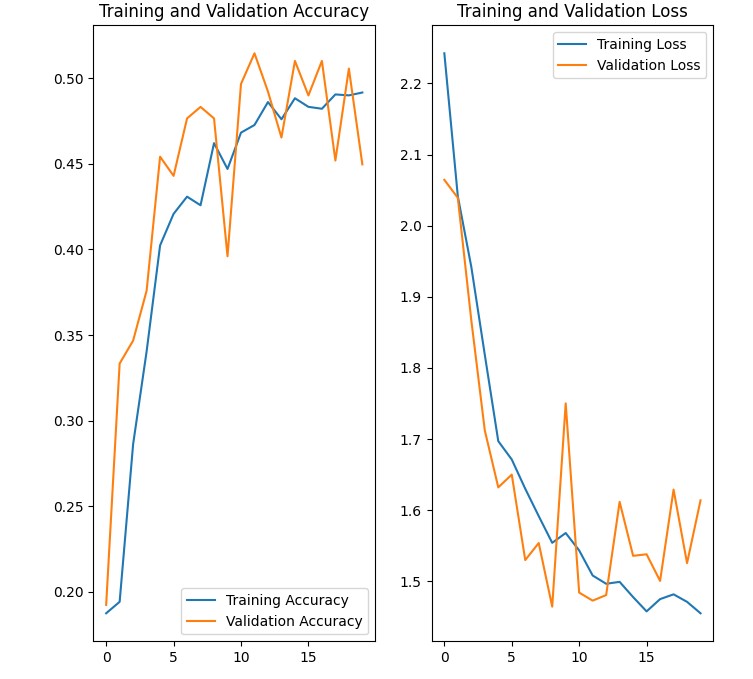 Training and Validation Accuracy
0.50
0.45
0.40
0.35
0.30
0.25
0.20
0 5 10 15
Training Accuracy
Validation Accuracy
Training and Validation Loss
2.2
2.1
2.0
1.9
1.8
1.7
1.6
1.5
0 5 10 15
Training Loss
Validation Loss